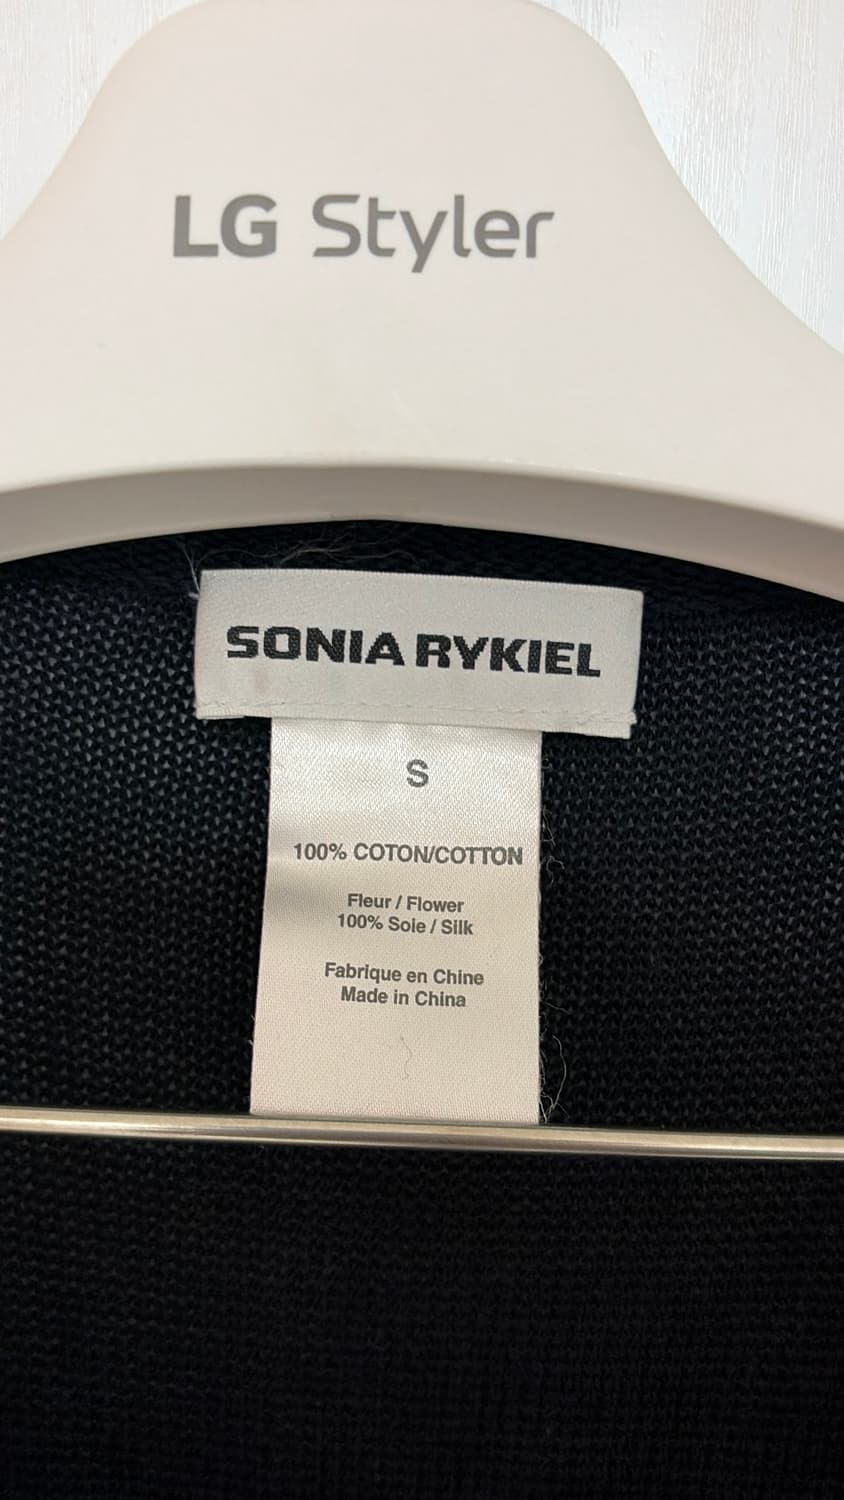 LG Styler
SONIA RYKIEL
S
100% COTON/COTTON
Fleur / Flower
100% Soie / Silk
Fabrique en Chine
Made in China